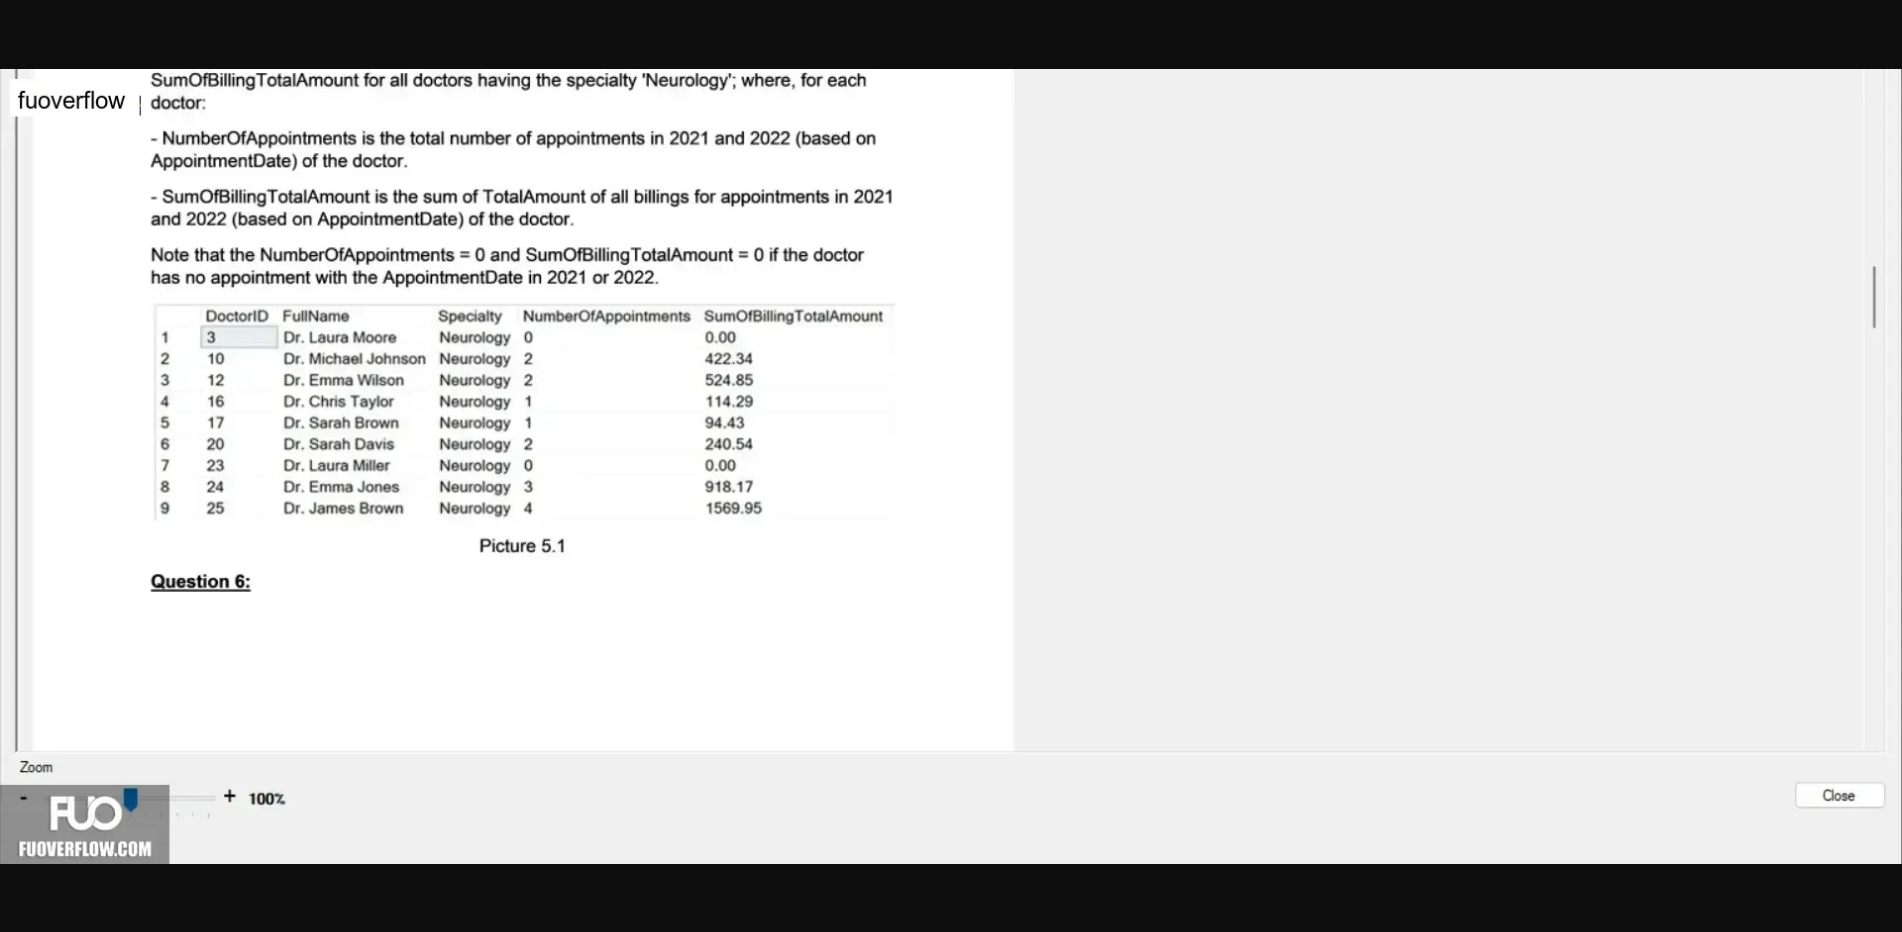 SumOfBillingTotalAmount for all doctors having the specialty 'Neurology'; where, for each
fuoverflow
doctor:
- NumberOfAppointments is the total number of appointments in 2021 and 2022 (based on
AppointmentDate) of the doctor.
- SumOfBillingTotalAmount is the sum of TotalAmount of all billings for appointments in 2021
and 2022 (based on AppointmentDate) of the doctor.
Note that the NumberOfAppointments = 0 and SumOfBillingTotalAmount = 0 if the doctor
has no appointment with the AppointmentDate in 2021 or 2022.
DoctorID FullName Specialty NumberOfAppointments SumOfBillingTotalAmount
1 3 Dr. Laura Moore Neurology 0 0.00
2 10 Dr. Michael Johnson Neurology 2 422.34
3 12 Dr. Emma Wilson Neurology 2 524.85
4 16 Dr. Chris Taylor Neurology 1 114.29
5 17 Dr. Sarah Brown Neurology 1 94.43
6 20 Dr. Sarah Davis Neurology 2 240.54
7 23 Dr. Laura Miller Neurology 0 0.00
8 24 Dr. Emma Jones Neurology 3 918.17
9 25 Dr. James Brown Neurology 4 1569.95
Picture 5.1
Question 6:
Zoom
- + 100%
Close
FUO
FUOVERFLOW.COM